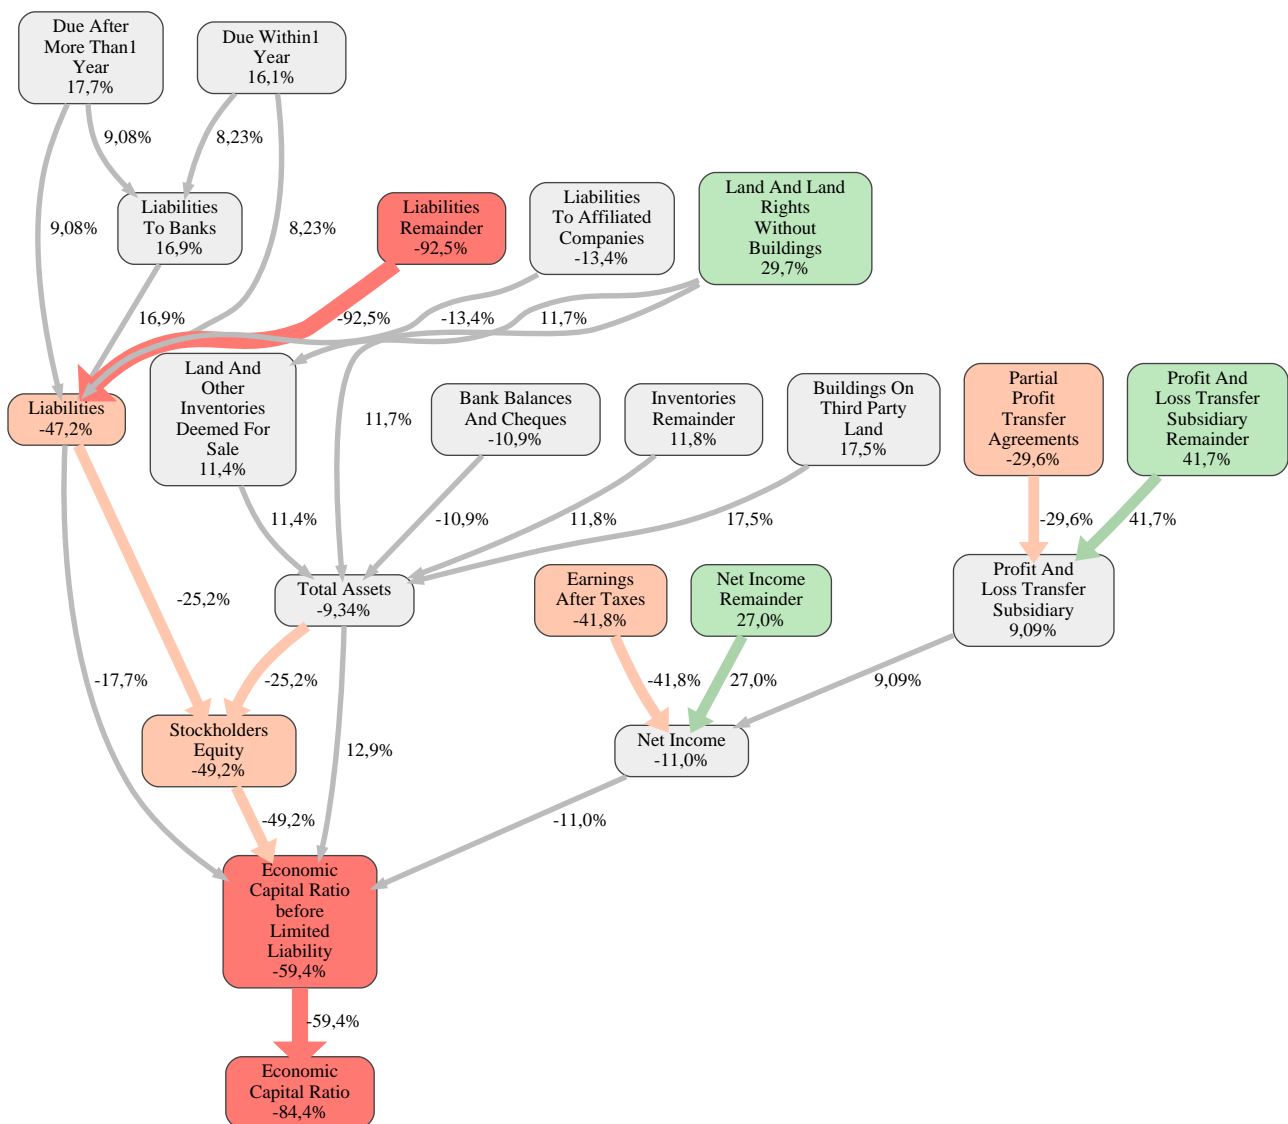 Due After
More Than1
Year
17,7%
Due Within1
Year
16,1%
9,08%
8,23%
Liabilities
To Banks
16,9%
Liabilities
Remainder
-92,5%
Liabilities
To Affiliated
Companies
-13,4%
Land And Land
Rights
Without
Buildings
29,7%
9,08%
8,23%
16,9%
-92,5%
-13,4%
11,7%
Liabilities
-47,2%
Land And
Other
Inventories
Deemed For
Sale
11,4%
11,7%
Bank Balances
And Cheques
-10,9%
Inventories
Remainder
11,8%
Buildings On
Third Party
Land
17,5%
Partial
Profit
Transfer
Agreements
-29,6%
Profit And
Loss Transfer
Subsidiary
Remainder
41,7%
11,4%
-10,9%
11,8%
17,5%
-29,6%
41,7%
-25,2%
Total Assets
-9,34%
Earnings
After Taxes
-41,8%
Net Income
Remainder
27,0%
Profit And
Loss Transfer
Subsidiary
9,09%
-17,7%
-25,2%
-41,8%
27,0%
9,09%
Stockholders
Equity
-49,2%
12,9%
Net Income
-11,0%
-49,2%
-11,0%
Economic
Capital Ratio
before
Limited
Liability
-59,4%
-59,4%
Economic
Capital Ratio
-84,4%